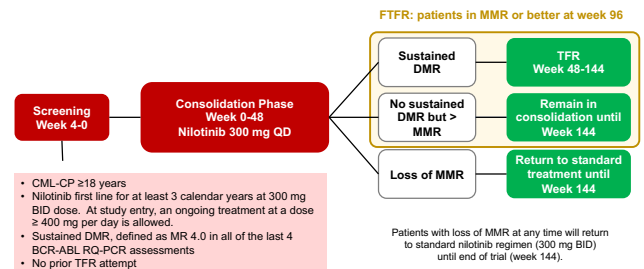 FTFR: patients in MMR or better at week 96
Sustained
DMR
TFR
Week 48-144
Screening
Week 4-0
Consolidation Phase
Week 0-48
Nilotinib 300 mg QD
No sustained
DMR but >
MMR
Remain in
consolidation until
Week 144
Loss of MMR
Return to standard
treatment until
Week 144
• CML-CP ≥18 years
• Nilotinib first line for at least 3 calendar years at 300 mg
BID dose. At study entry, an ongoing treatment at a dose
≥ 400 mg per day is allowed.
• Sustained DMR, defined as MR 4.0 in all of the last 4
BCR-ABL RQ-PCR assessments
• No prior TFR attempt
Patients with loss of MMR at any time will return
to standard nilotinib regimen (300 mg BID)
until end of trial (week 144).